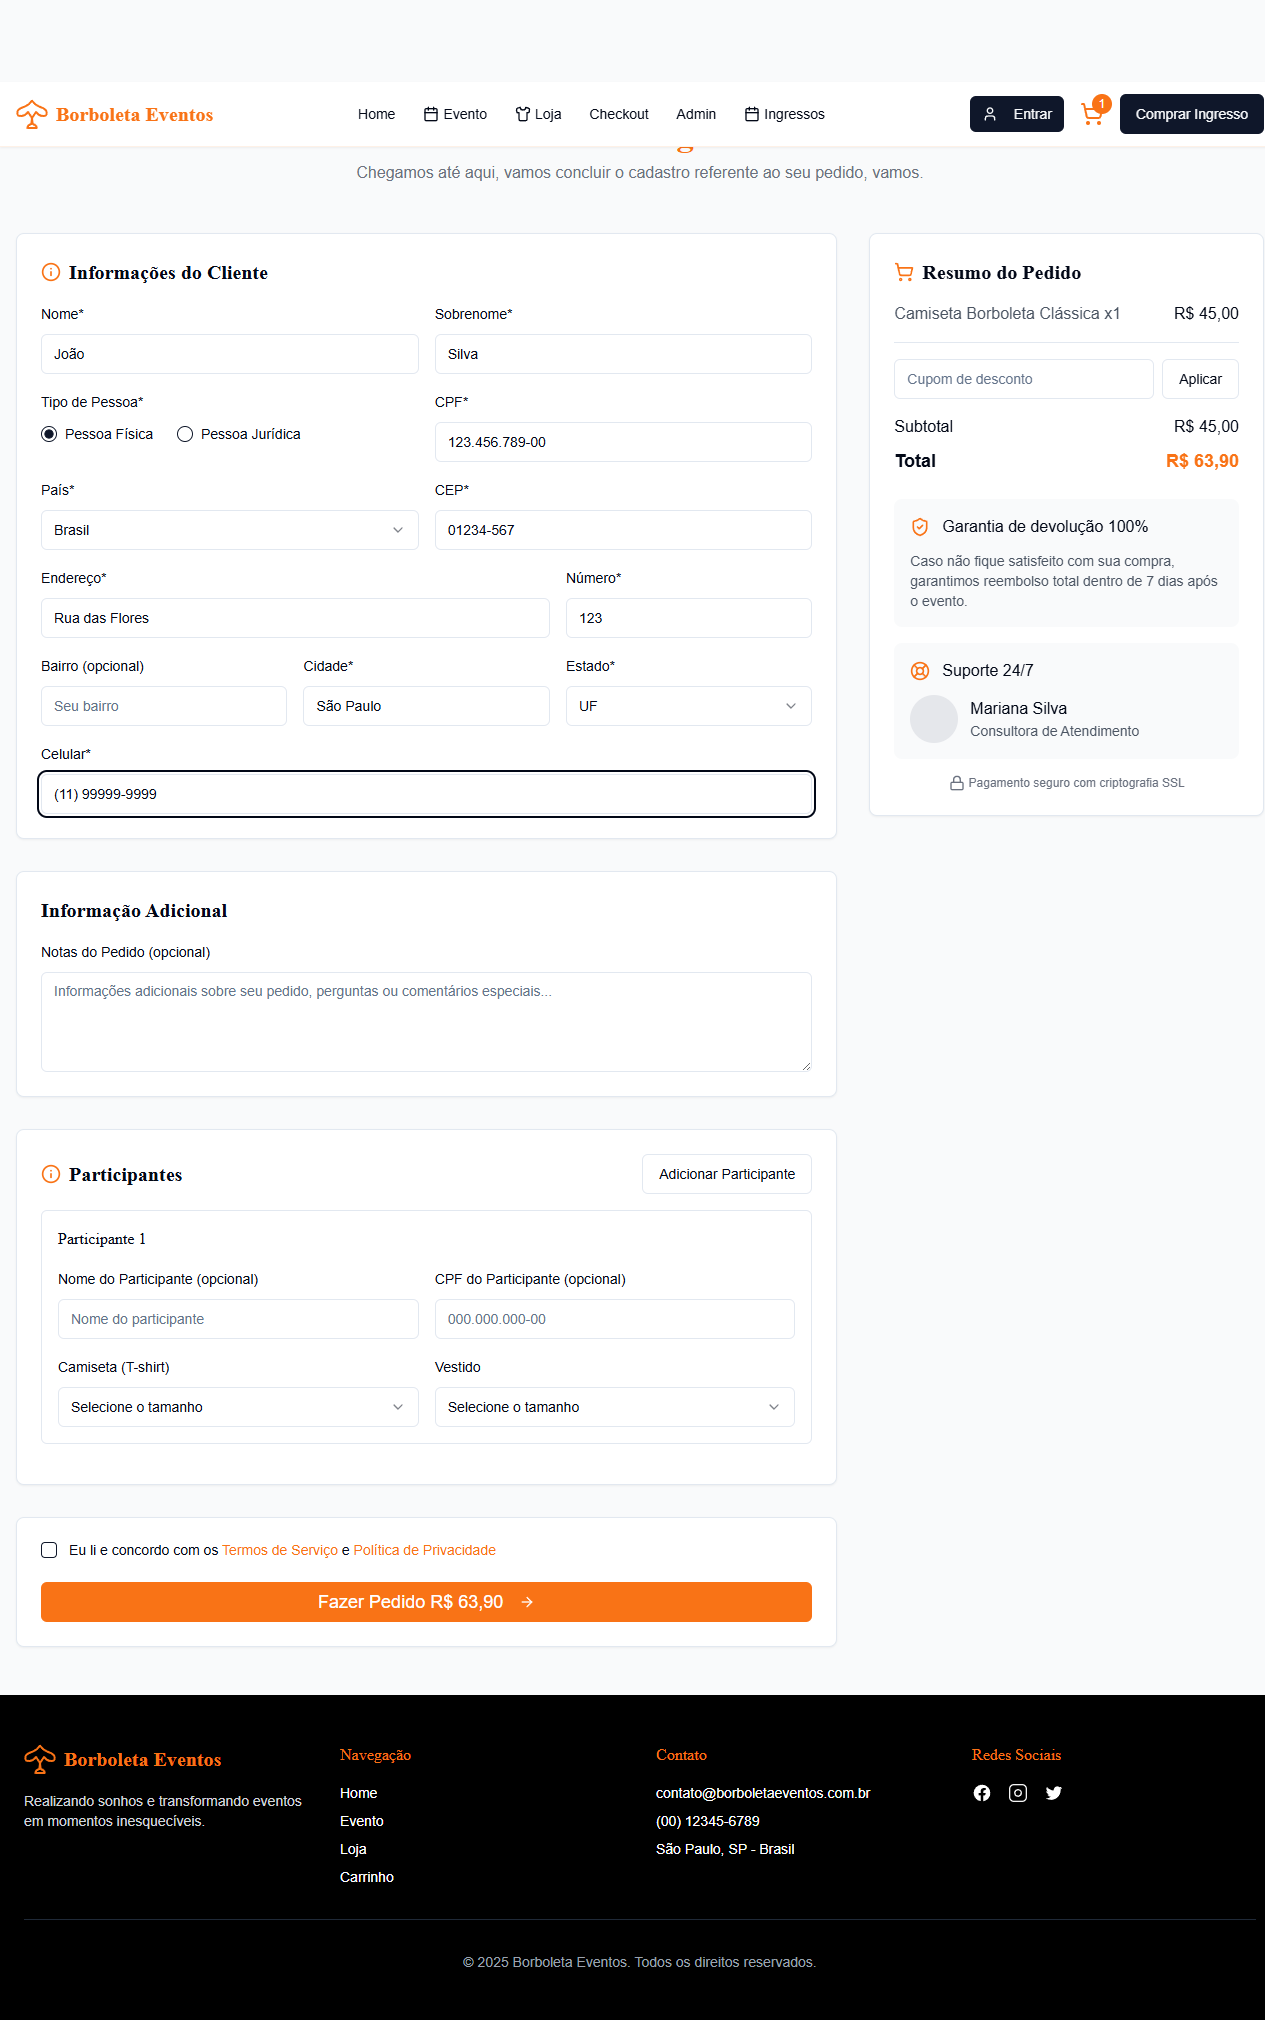 Borboleta Eventos
Home
Evento
Loja
Checkout
Admin
Ingressos
Entrar
1
Comprar Ingresso
Chegamos até aqui, vamos concluir o cadastro referente ao seu pedido, vamos.
Informações do Cliente
Nome*
Sobrenome*
João
Silva
Tipo de Pessoa*
CPF*
Pessoa Física
Pessoa Jurídica
123.456.789-00
País*
CEP*
Brasil
01234-567
Endereço*
Número*
Rua das Flores
123
Bairro (opcional)
Cidade*
Estado*
Seu bairro
São Paulo
UF
Celular*
(11) 99999-9999
Resumo do Pedido
Camiseta Borboleta Clássica x1
R$ 45,00
Cupom de desconto
Aplicar
Subtotal
R$ 45,00
Total
R$ 63,90
Garantia de devolução 100%
Caso não fique satisfeito com sua compra,
garantimos reembolso total dentro de 7 dias após
o evento.
Suporte 24/7
Mariana Silva
Consultora de Atendimento
Pagamento seguro com criptografia SSL
Informação Adicional
Notas do Pedido (opcional)
Informações adicionais sobre seu pedido, perguntas ou comentários especiais...
Participantes
Adicionar Participante
Participante 1
Nome do Participante (opcional)
CPF do Participante (opcional)
Nome do participante
000.000.000-00
Camiseta (T-shirt)
Vestido
Selecione o tamanho
Selecione o tamanho
Eu li e concordo com os Termos de Serviço e Política de Privacidade
Fazer Pedido R$ 63,90
Borboleta Eventos
Realizando sonhos e transformando eventos
em momentos inesquecíveis.
Navegação
Home
Evento
Loja
Carrinho
Contato
contato@borboletaeventos.com.br
(00) 12345-6789
São Paulo, SP - Brasil
Redes Sociais
© 2025 Borboleta Eventos. Todos os direitos reservados.